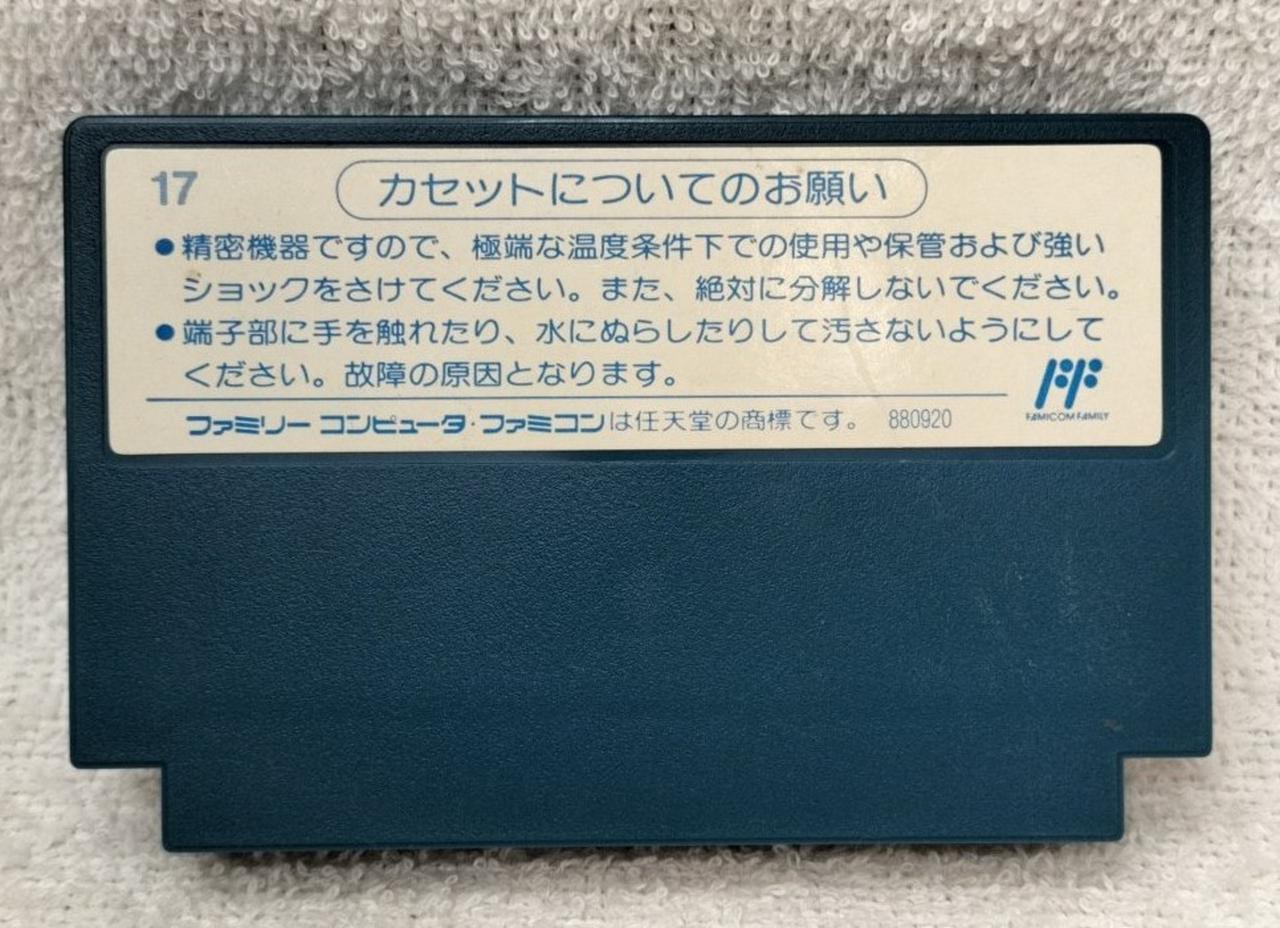 17
カセットについてのお願い
●精密機器ですので、極端な温度条件下での使用や保管および強い
ショックをさけてください。また、絶対に分解しないでください。
●端子部に手を触れたり、水にぬらしたりして汚さないようにして
ください。故障の原因となります。
FF
FAMICOM FAMILY
ファミリー コンピュータ・ファミコンは任天堂の商標です。 880920